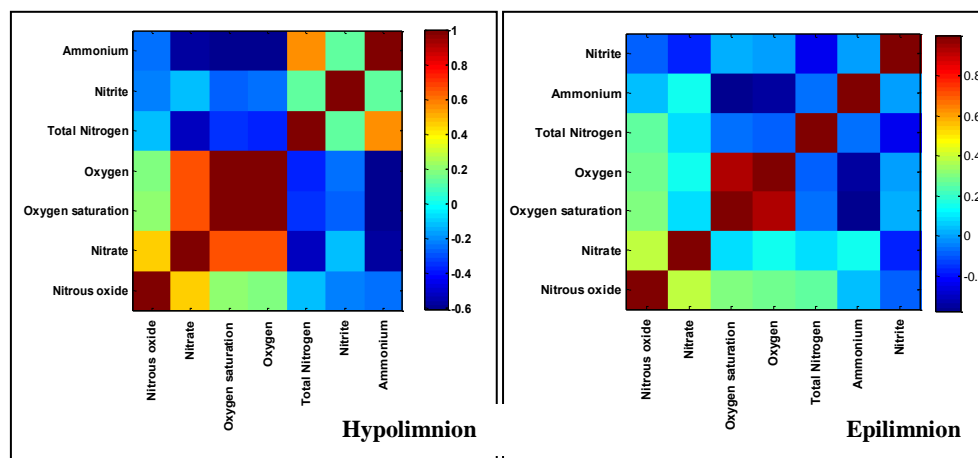 Ammonium
Nitrite
Total Nitrogen
Oxygen
Oxygen saturation
Nitrate
Nitrous oxide
Nitrous oxide
Nitrate
Oxygen saturation
Oxygen
Total Nitrogen
Nitrite
Ammonium
1
0.8
0.6
0.4
0.2
0
-0.2
-0.4
-0.6
Hypolimnion
Nitrite
Ammonium
Total Nitrogen
Oxygen
Oxygen saturation
Nitrate
Nitrous oxide
Nitrous oxide
Nitrate
Oxygen saturation
Oxygen
Total Nitrogen
Ammonium
Nitrite
0.8
0.6
0.4
0.2
0
Epilimnion